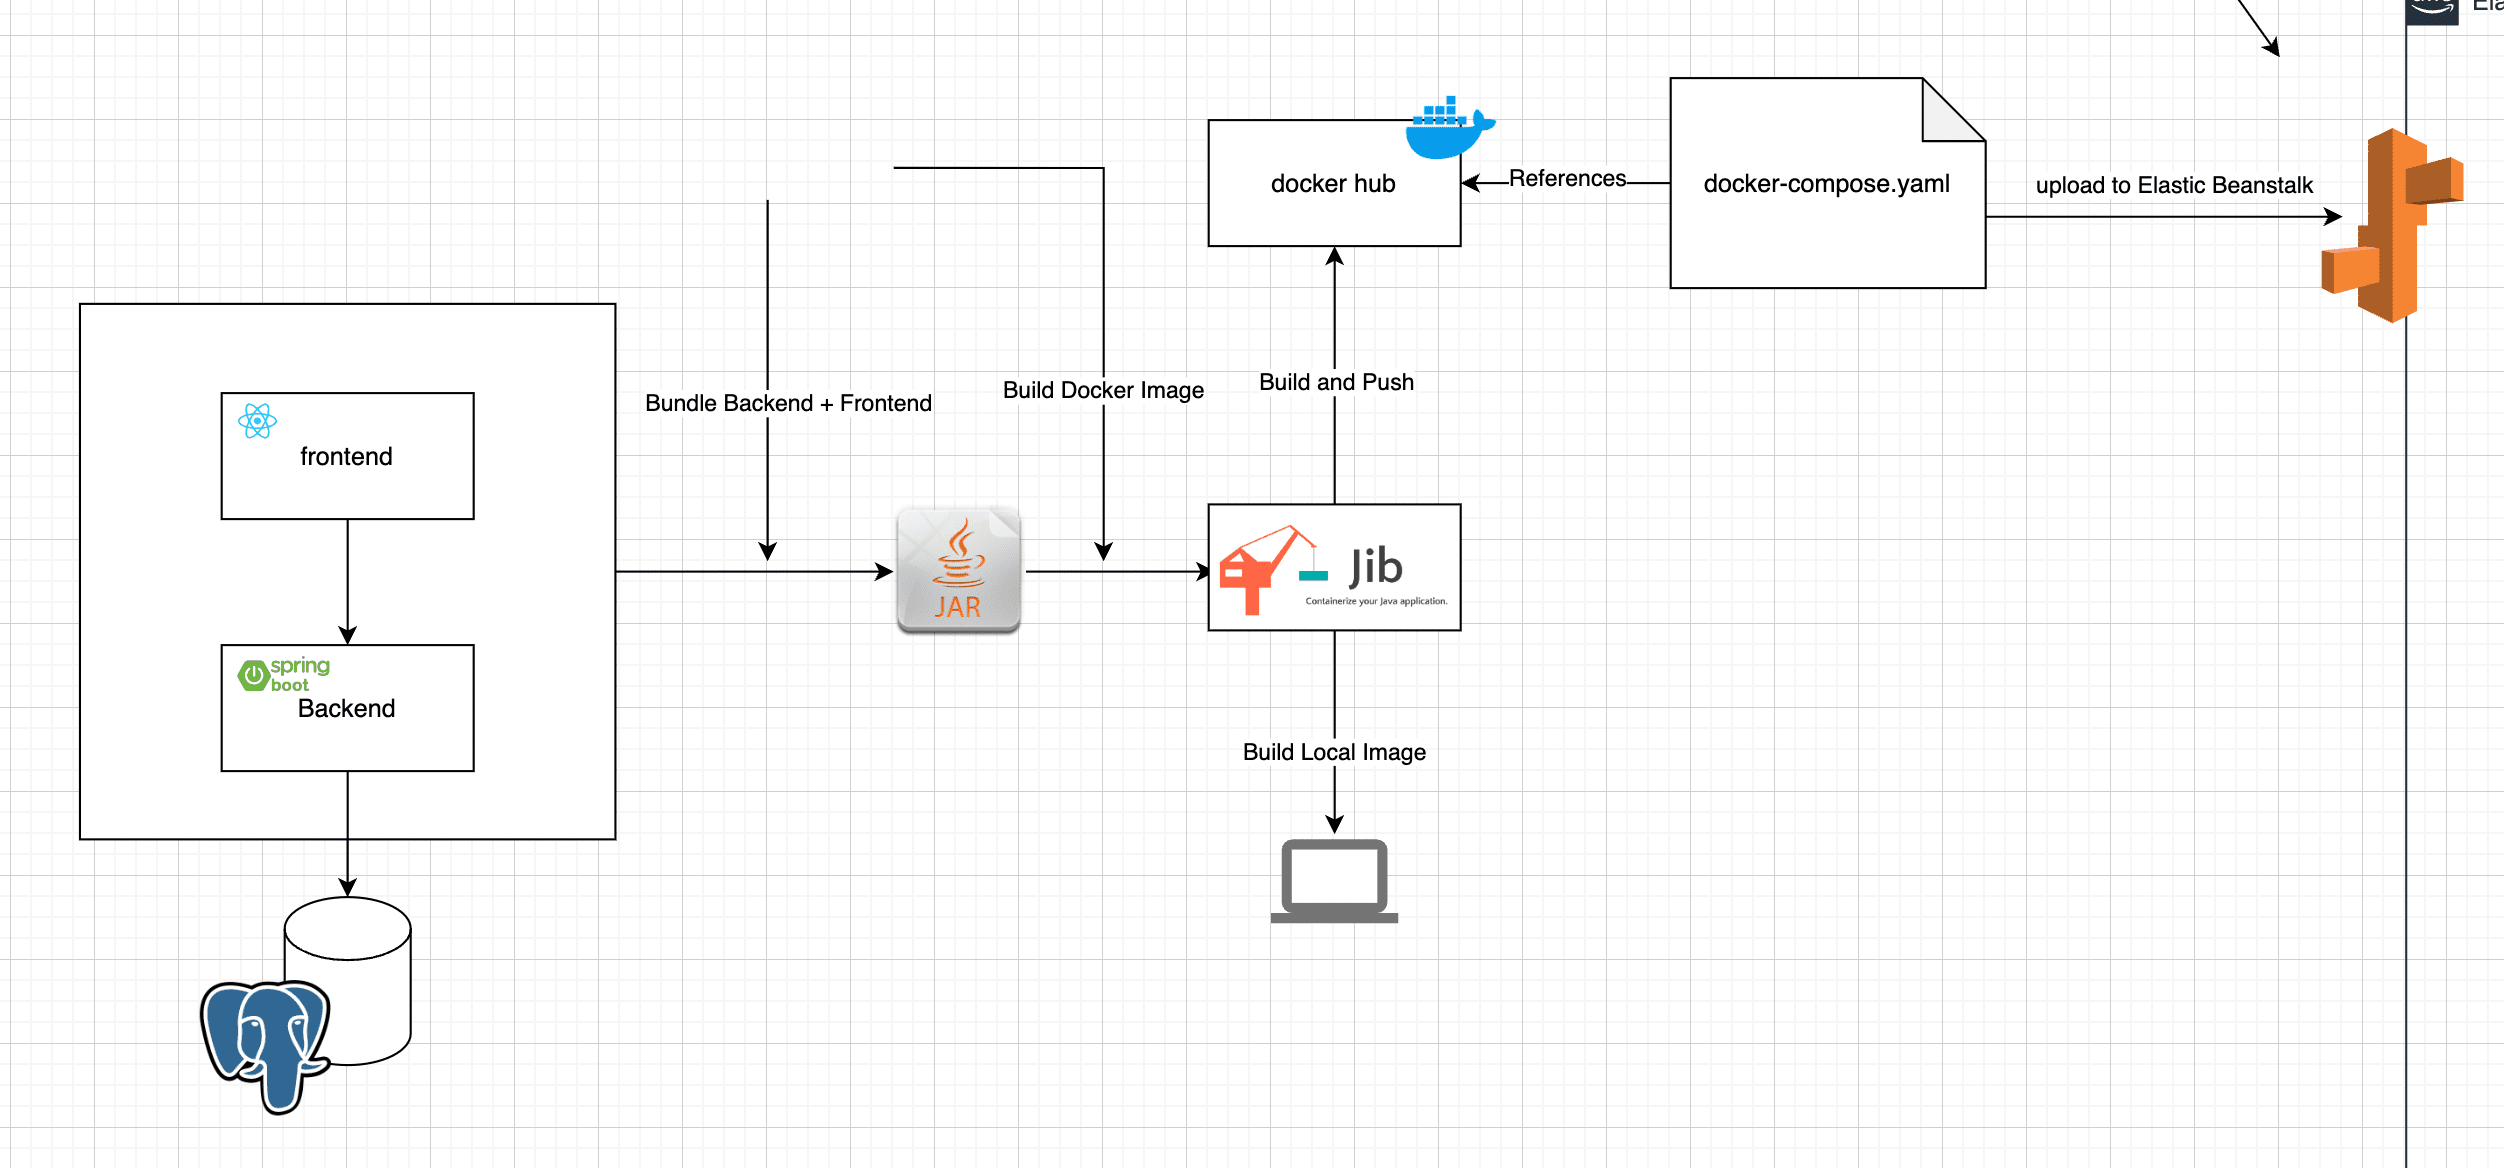 docker hub
References
docker-compose.yaml
upload to Elastic Beanstalk
Build and Push
Build Docker Image
Bundle Backend + Frontend
frontend
JAR
Jib
Containerize your Java application.
spring
boot
Backend
Build Local Image